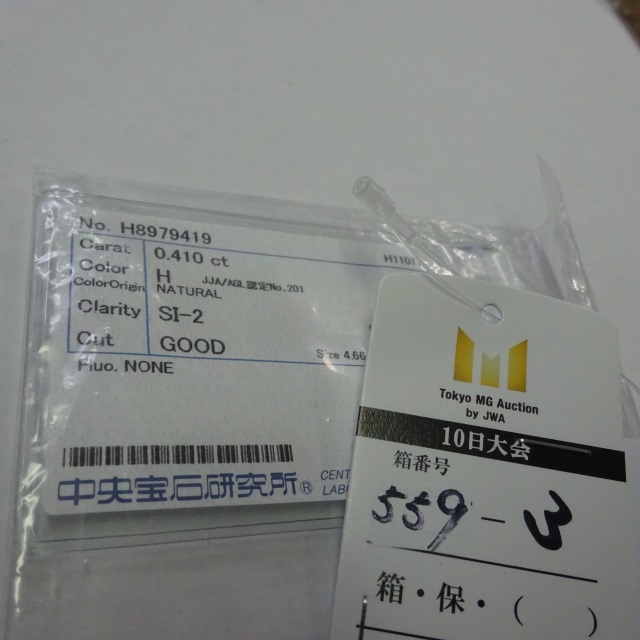 No. H8979419
Carat 0.410 ct H1101
Color H JJA/AGL認定No.201
ColorOrigin NATURAL
Clarity SI-2
Cut GOOD Size 4.66
Fluo. NONE
中央宝石研究所® CENT
LAB
Tokyo MG Auction
by JWA
10日大会
箱番号
559-3
箱・保・( )